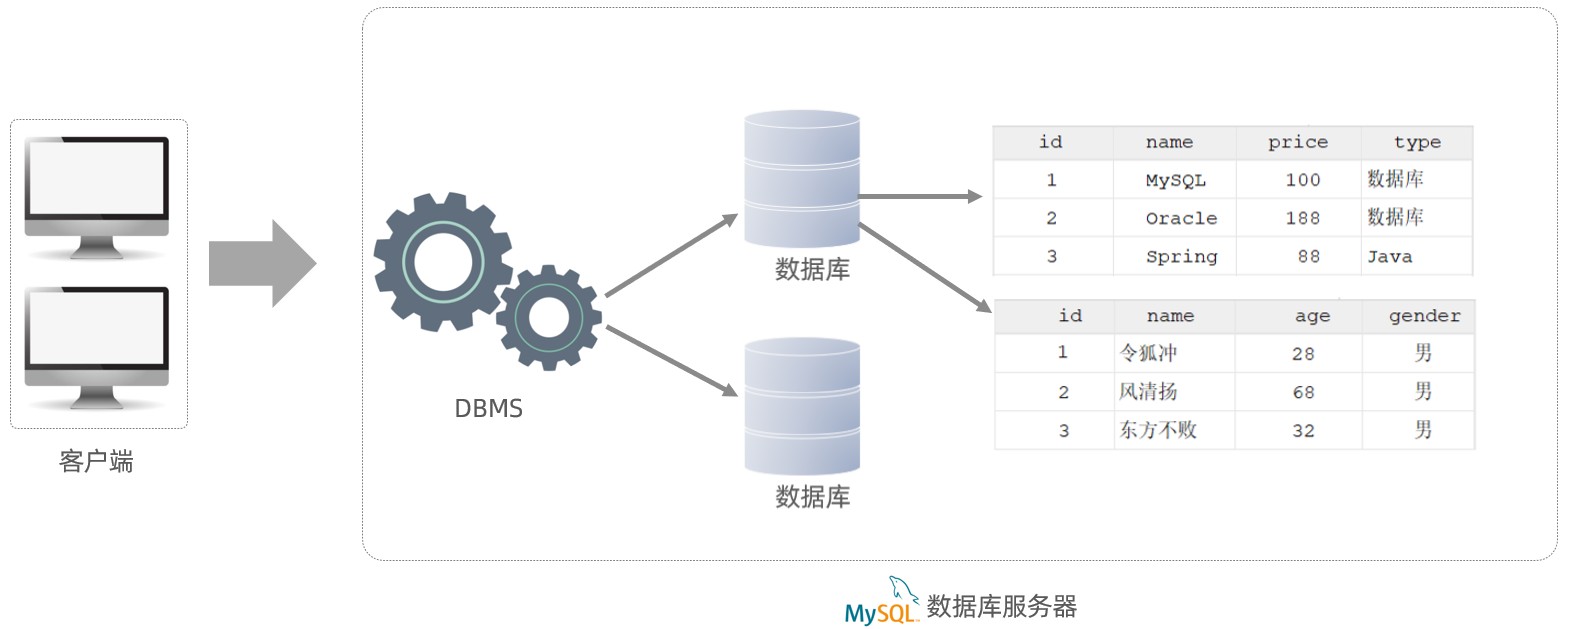 客户端
DBMS
数据库
数据库
id name price type
1 MySQL 100 数据库
2 Oracle 188 数据库
3 Spring 88 Java
id name age gender
1 令狐冲 28 男
2 风清扬 68 男
3 东方不败 32 男
MySQL 数据库服务器